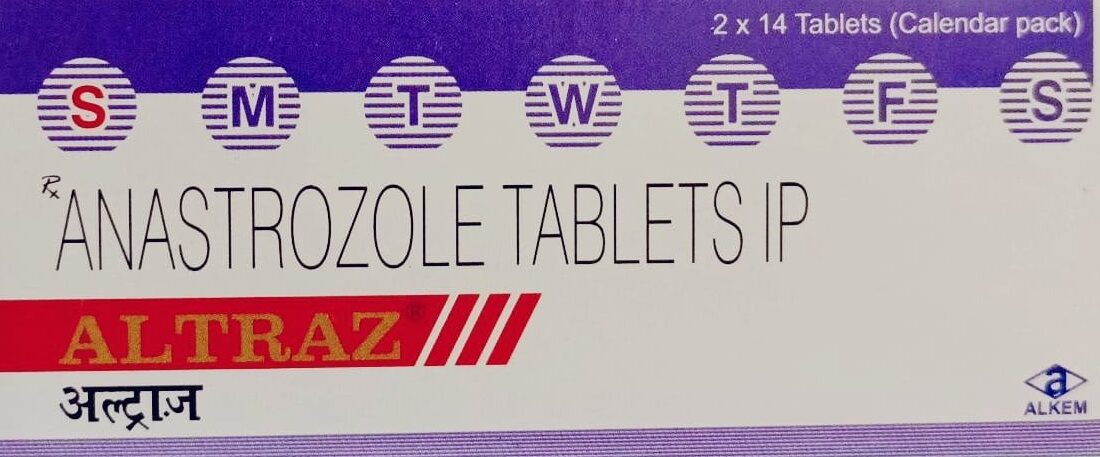 2 x 14 Tablets (Calendar pack)
S M T W T F S
Rx ANASTROZOLE TABLETS IP
ALTRAZ®
अल्ट्राज़
a
ALKEM